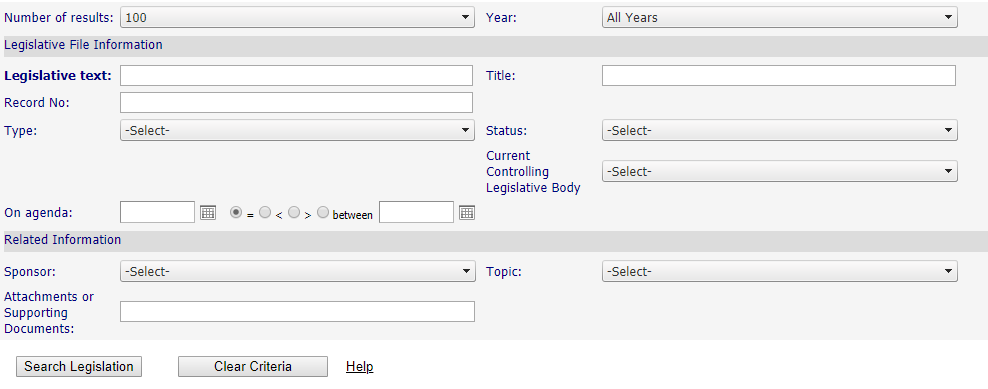 Number of results: 100 Year: All Years
Legislative File Information
Legislative text: Title:
Record No:
Type: -Select- Status: -Select-
Current
Controlling
Legislative Body
-Select-
On agenda: = < > between
Related Information
Sponsor: -Select- Topic: -Select-
Attachments or
Supporting
Documents:
Search Legislation Clear Criteria Help